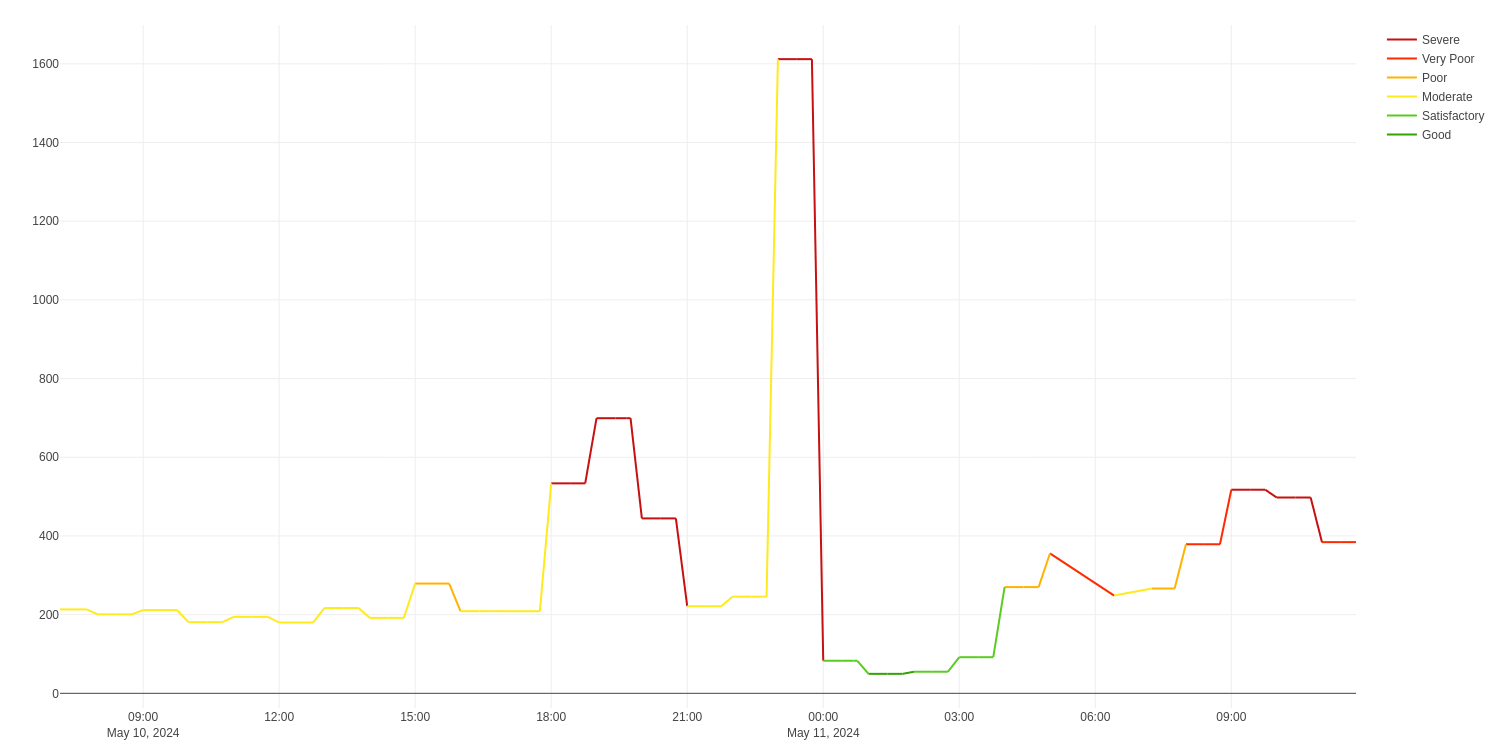 1600
1400
1200
1000
800
600
400
200
0
09:00
May 10, 2024
12:00
15:00
18:00
21:00
00:00
May 11, 2024
03:00
06:00
09:00
Severe
Very Poor
Poor
Moderate
Satisfactory
Good